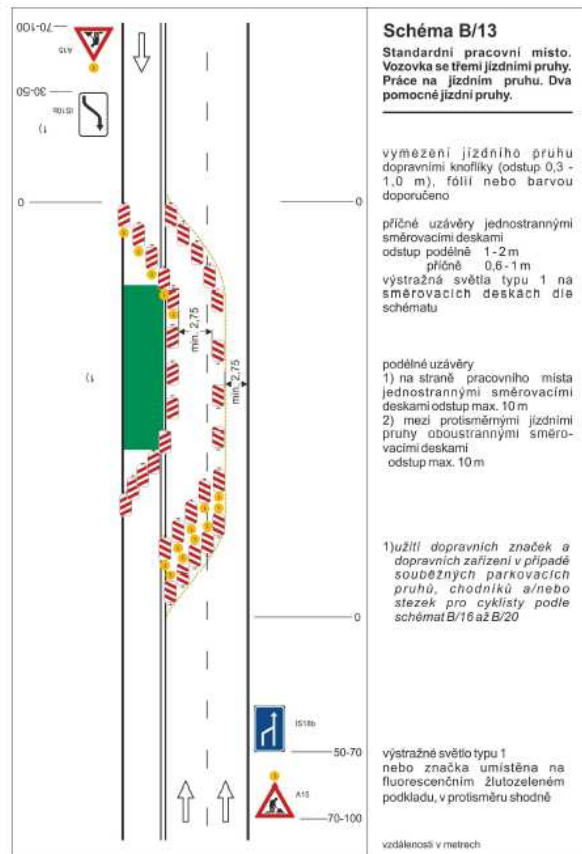 Schéma B/13
Standardní pracovní místo.
Vozovka se třemi jízdními pruhy.
Práce na jízdním pruhu. Dva
pomocné jízdní pruhy.
vymezení jízdního pruhu
dopravními knoflíky (odstup 0,3 -
1,0 m), fólií nebo barvou
doporučeno
příčné uzávěry jednostrannými
směrovacími deskami
odstup podélně 1-2 m
příčně 0,6-1 m
výstražná světla typu 1 na
směrovacích deskách dle
schématu
podélné uzávěry
1) na straně pracovního místa
jednostrannými směrovacími
deskami odstup max. 10 m
2) mezi protisměrnými jízdními
pruhy oboustrannými směro-
vacími deskami
odstup max. 10 m
1)užití dopravních značek a
dopravních zařízení v případě
souběžných parkovacích
pruhů, chodníků a/nebo
stezek pro cyklisty podle
schémat B/16 až B/20
výstražné světlo typu 1
nebo značka umístěna na
fluorescenčním žlutozeleném
podkladu, v protisměru shodně
vzdálenosti v metrech
70-100
A15
30-50
IS10b
1)
0
0
min. 2,75
min. 2,75
1)
0
IS18b
50-70
A15
70-100